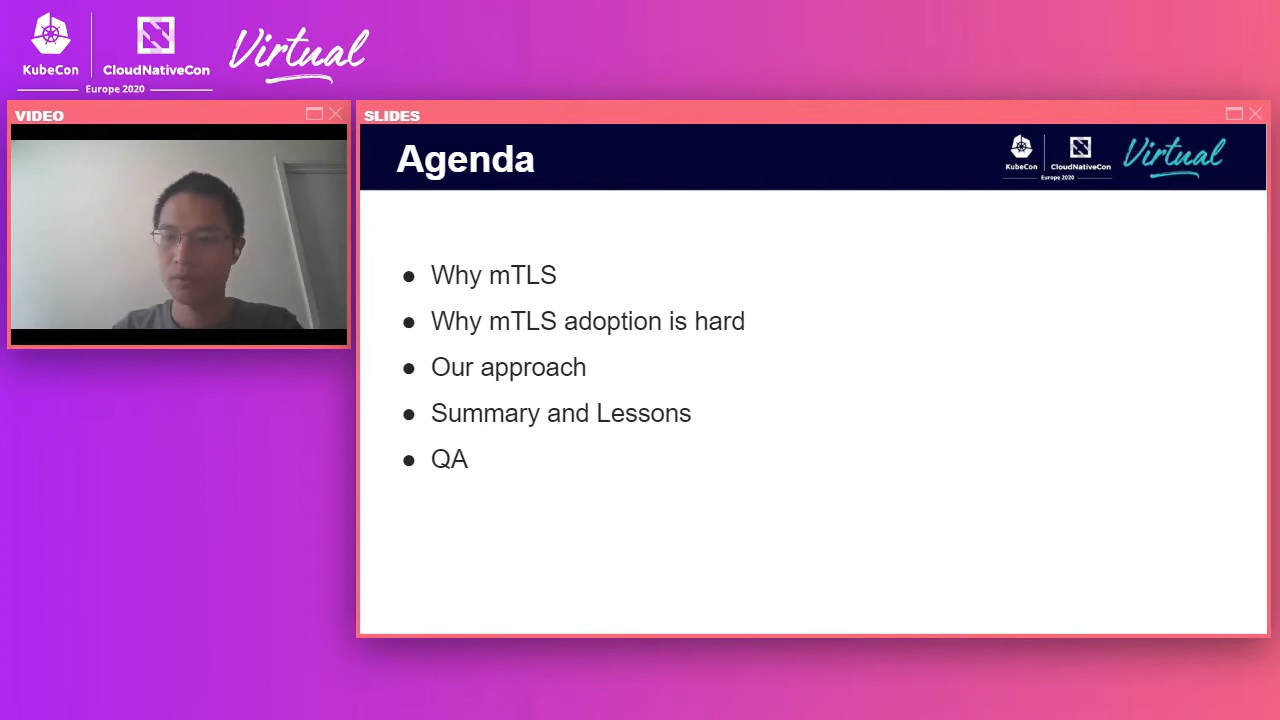 KubeCon
CloudNativeCon
Europe 2020
Virtual
VIDEO
SLIDES
Agenda
KubeCon
CloudNativeCon
Europe 2020
Virtual
● Why mTLS
● Why mTLS adoption is hard
● Our approach
● Summary and Lessons
● QA